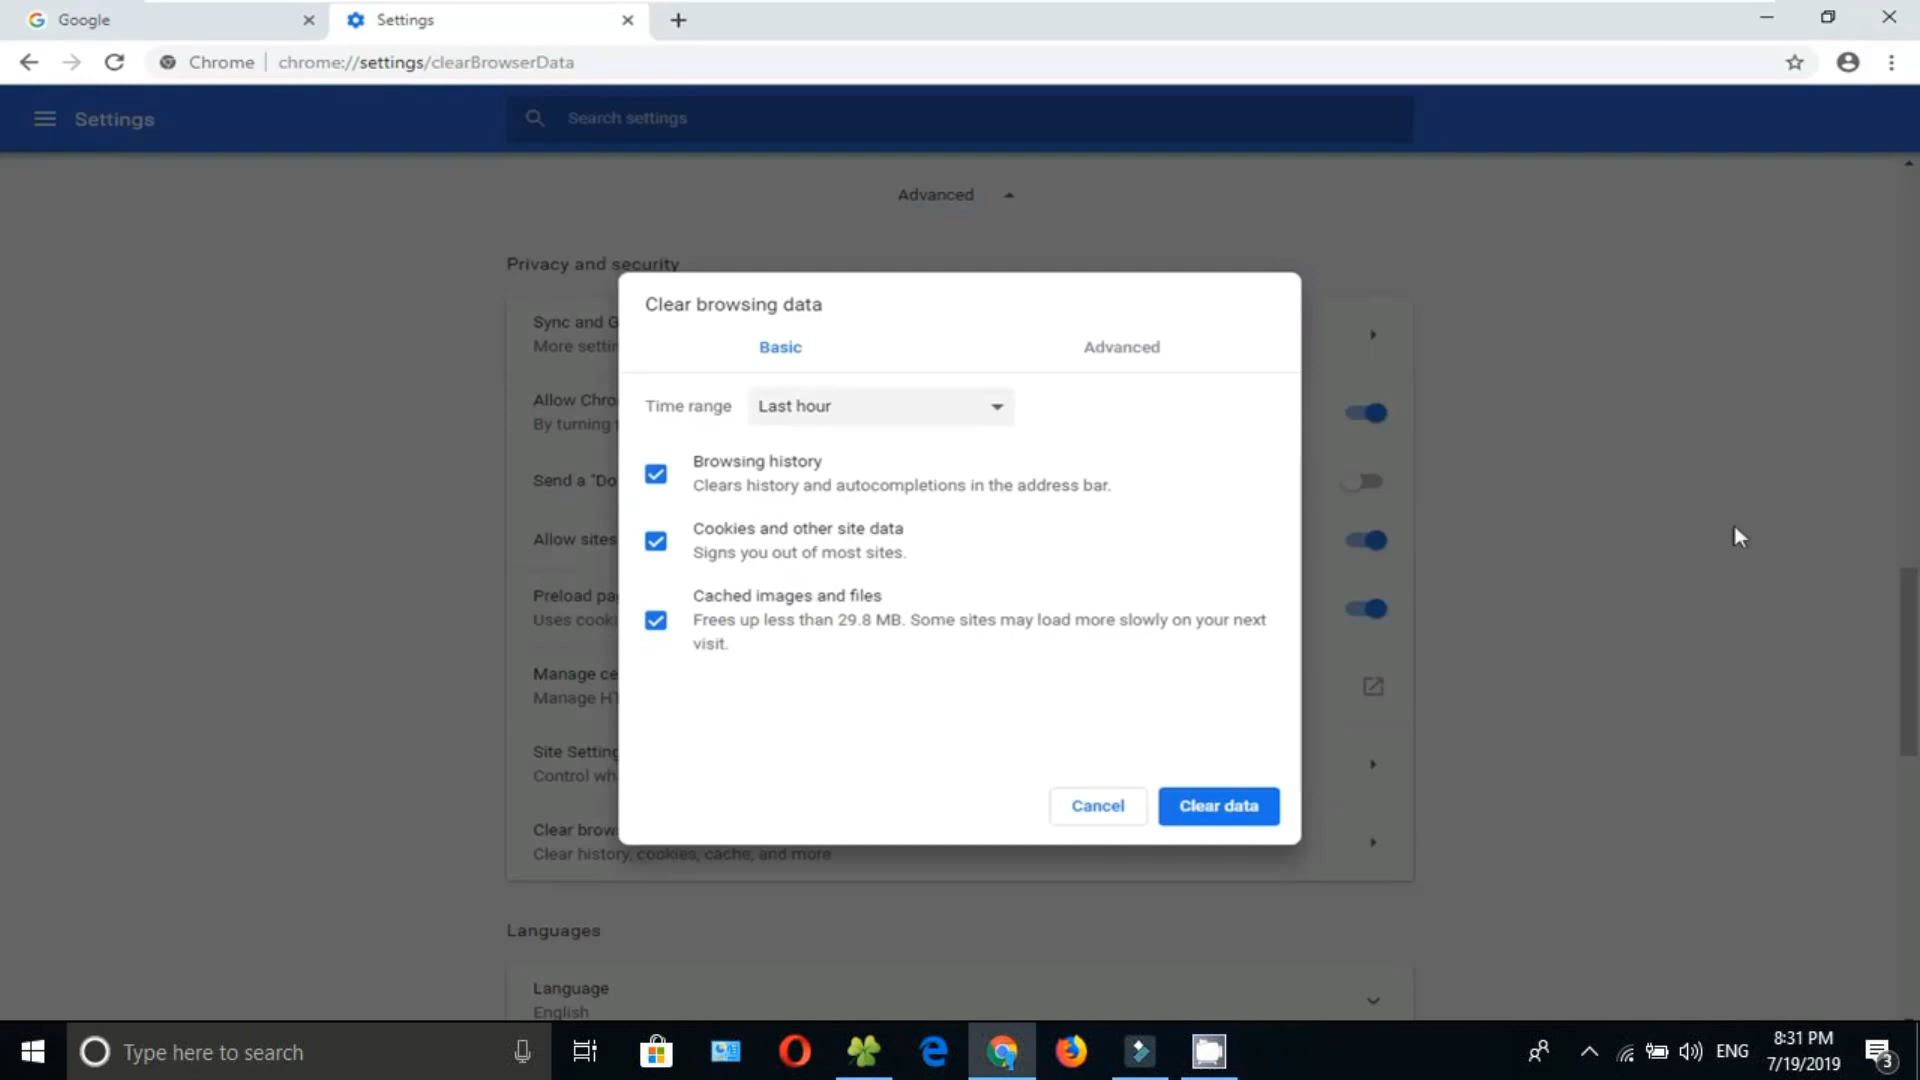 Google
Settings
Chrome
chrome://settings/clearBrowserData
Settings
Search settings
Advanced
Privacy and security
Sync and G
More settin
Allow Chro
By turning t
Send a "Do
Allow sites
Preload pa
Uses cooki
Manage ce
Manage HT
Site Setting
Control wh
Clear brow
Clear history, cookies, cache, and more
Clear browsing data
Basic
Advanced
Time range
Last hour
Browsing history
Clears history and autocompletions in the address bar.
Cookies and other site data
Signs you out of most sites.
Cached images and files
Frees up less than 29.8 MB. Some sites may load more slowly on your next
visit.
Cancel
Clear data
Languages
Language
English
Type here to search
ENG
8:31 PM
7/19/2019
3